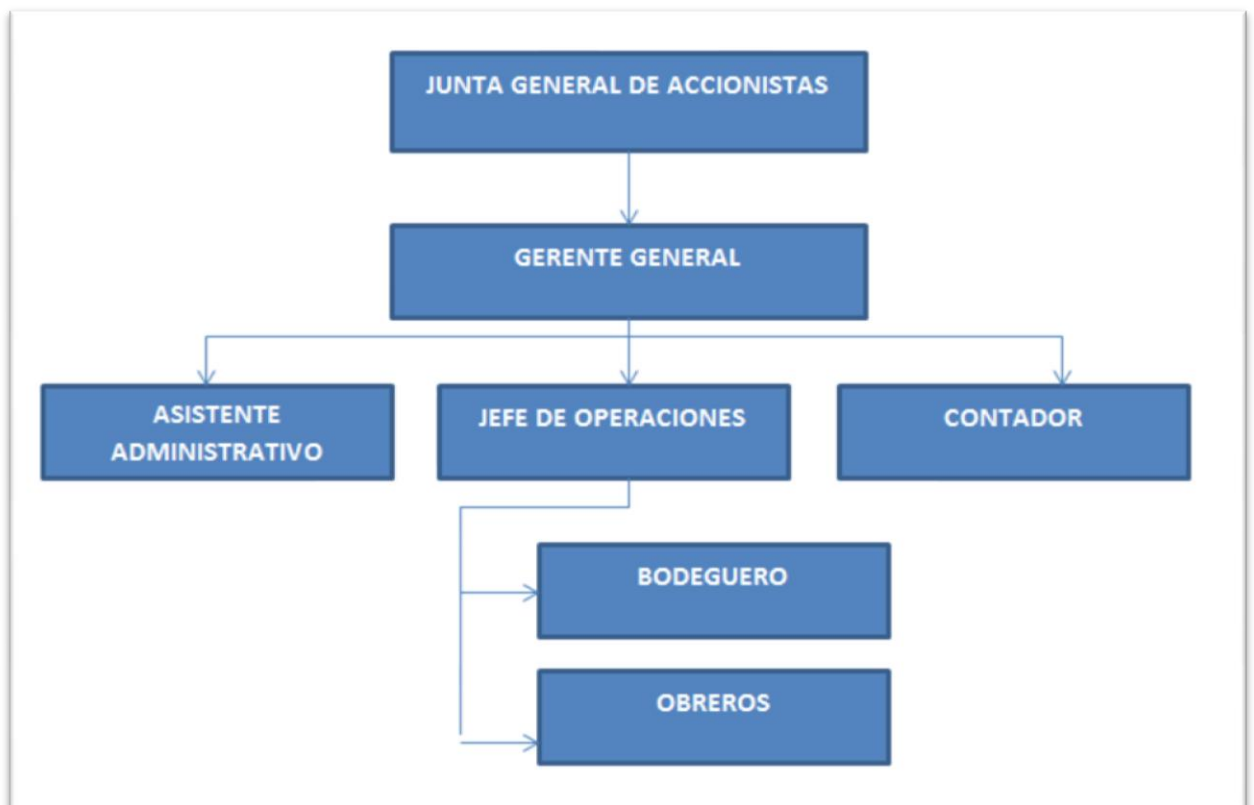 JUNTA GENERAL DE ACCIONISTAS
GERENTE GENERAL
ASISTENTE
ADMINISTRATIVO
JEFE DE OPERACIONES
CONTADOR
BODEGUERO
OBREROS